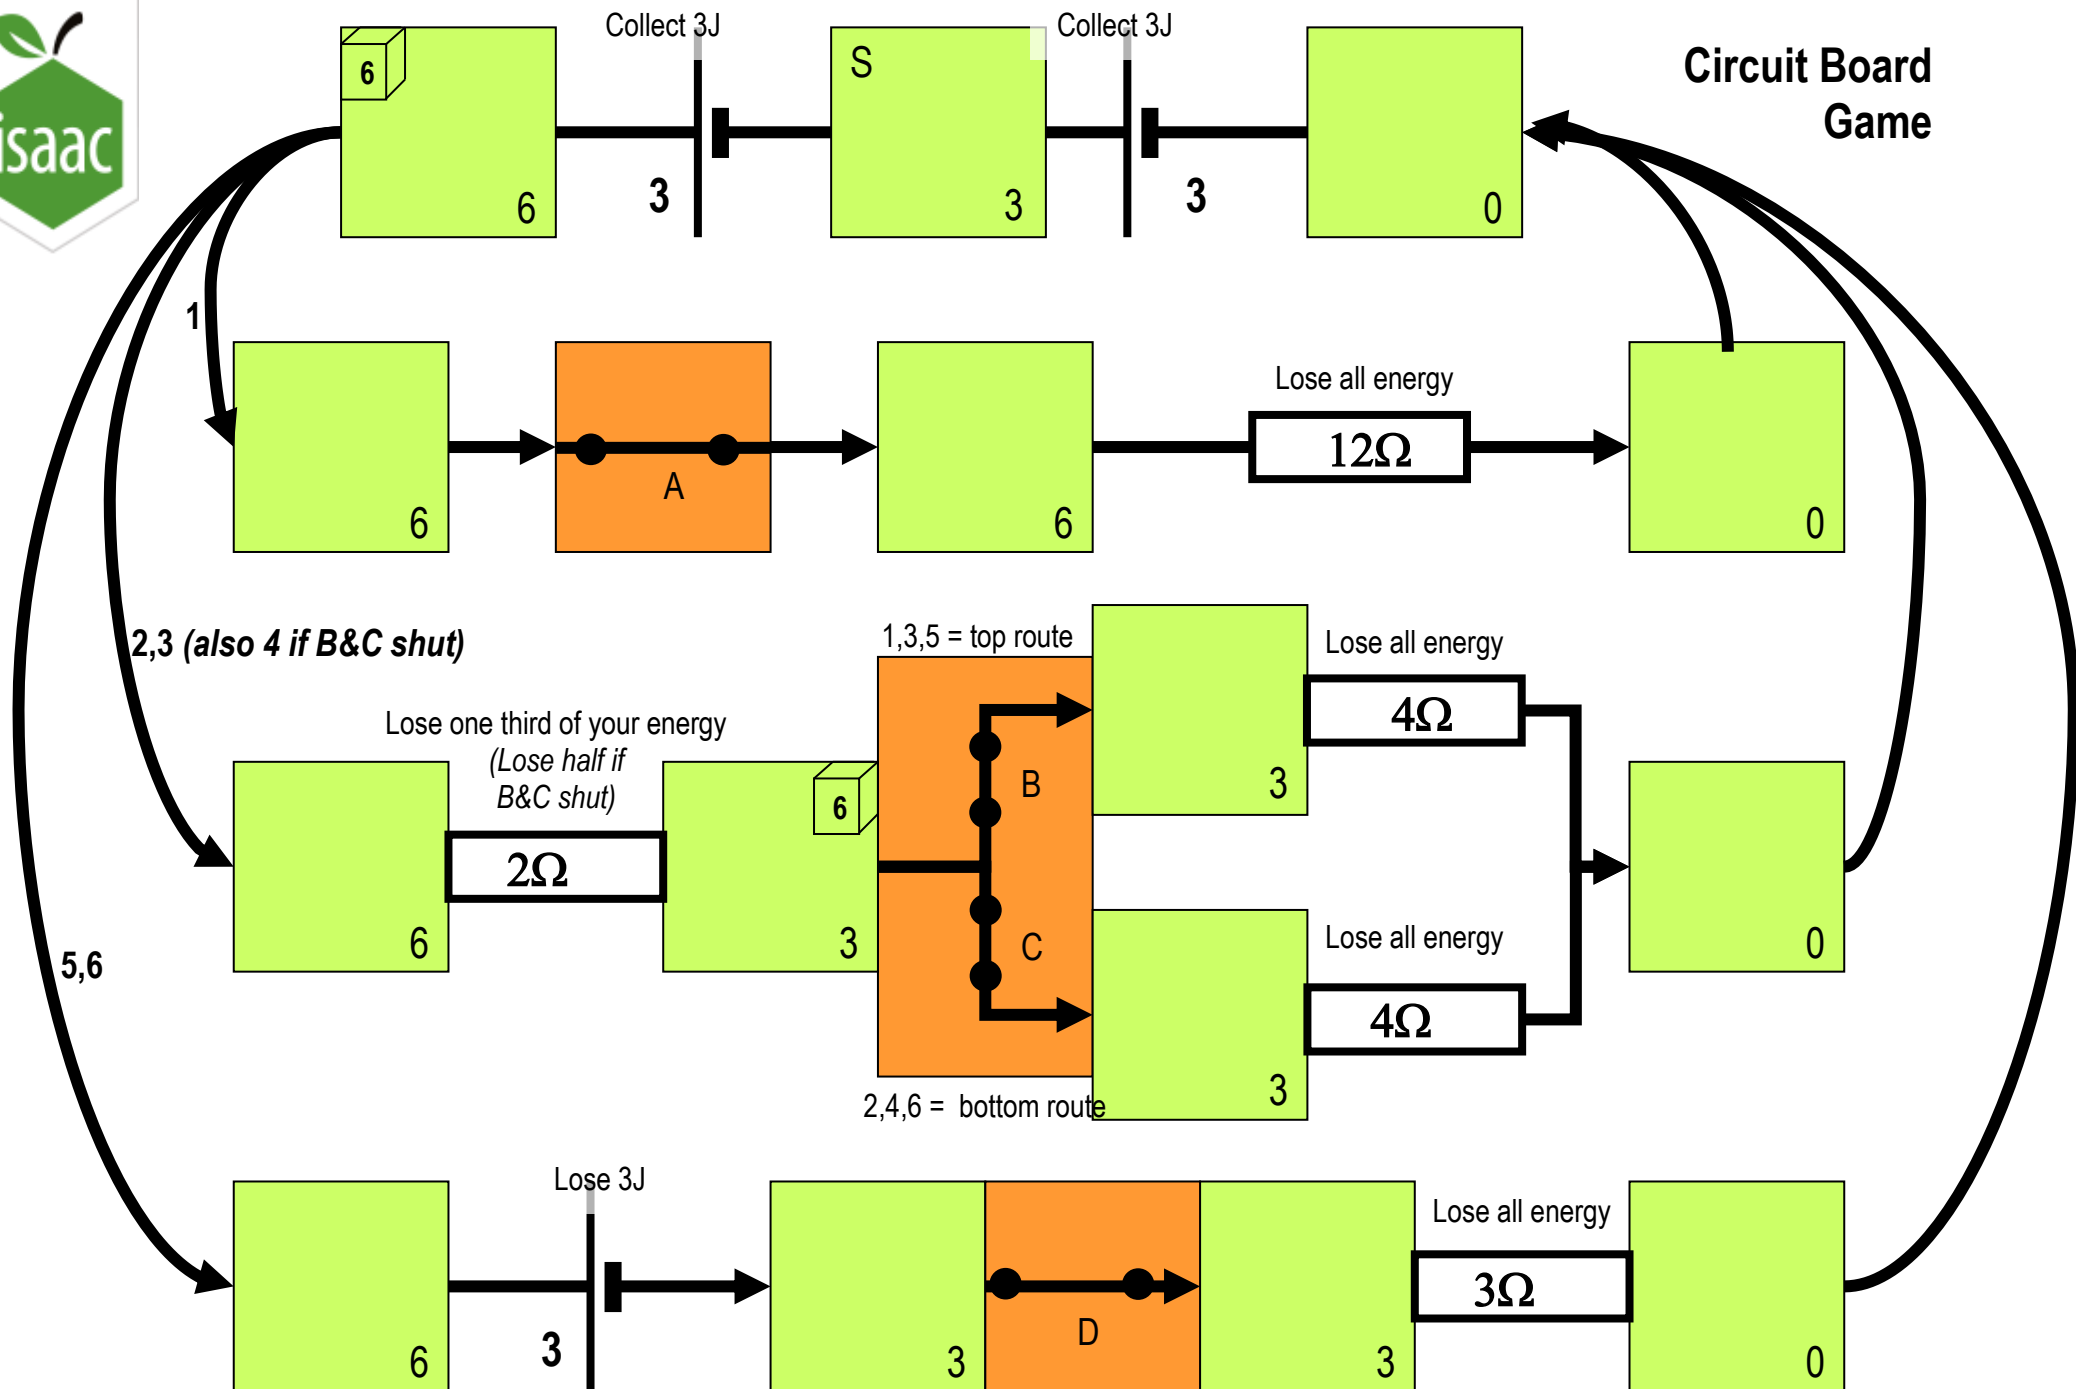 isaac
Collect 3J
Collect 3J
Circuit Board
Game
6
S
6
3
3
3
0
1
Lose all energy
12Ω
A
6
6
0
2,3 (also 4 if B&C shut)
1,3,5 = top route
Lose all energy
4Ω
Lose one third of your energy
(Lose half if
B&C shut)
B
3
6
2Ω
C
Lose all energy
6
3
0
5,6
4Ω
3
2,4,6 = bottom route
Lose 3J
Lose all energy
3Ω
D
3
6
3
3
0